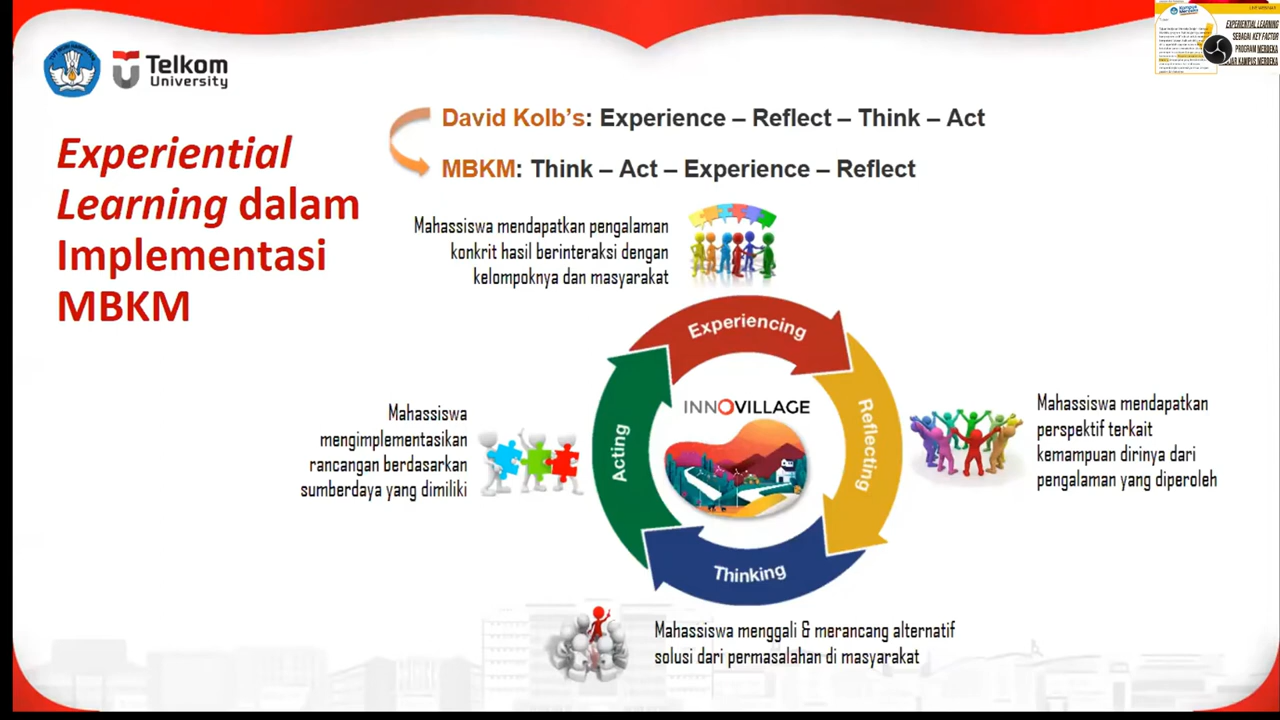 Telkom
University
LIVE WEBINAR
EXPERIENTIAL LEARNING
SEBAGAI KEY FACTOR
PROGRAM MERDEKA
KAMPUS MERDEKA
Experiential
Learning dalam
Implementasi
MBKM
David Kolb's: Experience – Reflect – Think – Act
MBKM: Think – Act – Experience – Reflect
Mahassiswa mendapatkan pengalaman
konkrit hasil berinteraksi dengan
kelompoknya dan masyarakat
Experiencing
Reflecting
Thinking
Acting
INNOVILLAGE
Mahassiswa
mengimplementasikan
rancangan berdasarkan
sumberdaya yang dimiliki
Mahassiswa mendapatkan
perspektif terkait
kemampuan dirinya dari
pengalaman yang diperoleh
Mahassiswa menggali & merancang alternatif
solusi dari permasalahan di masyarakat